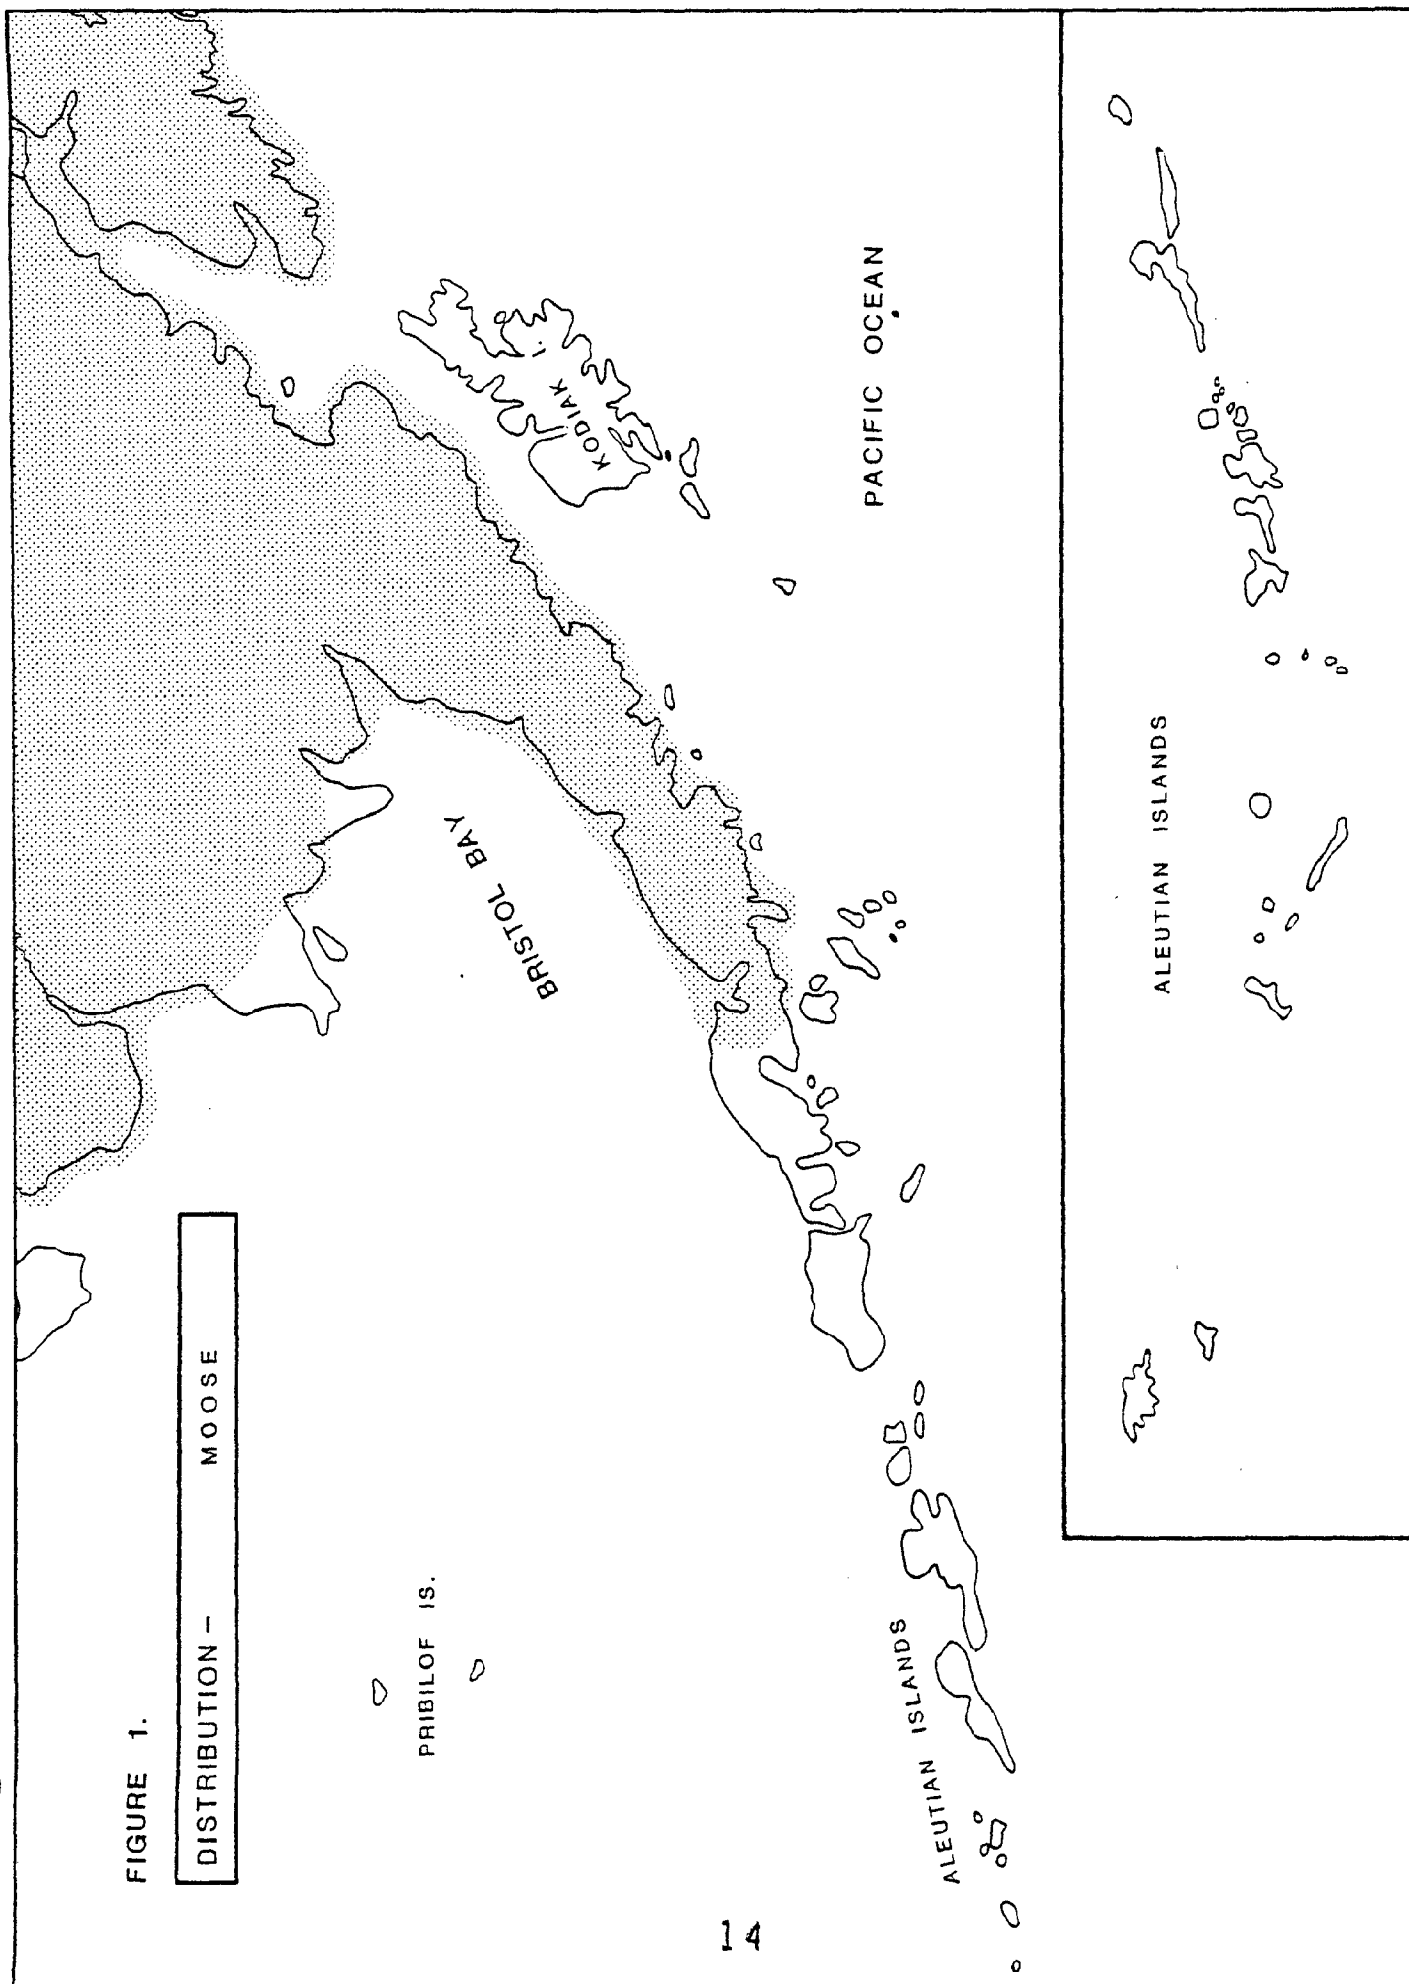 FIGURE 1.
DISTRIBUTION – MOOSE
PRIBILOF IS.
BRISTOL BAY
KODIAK I.
PACIFIC OCEAN
ALEUTIAN ISLANDS
ALEUTIAN ISLANDS
14